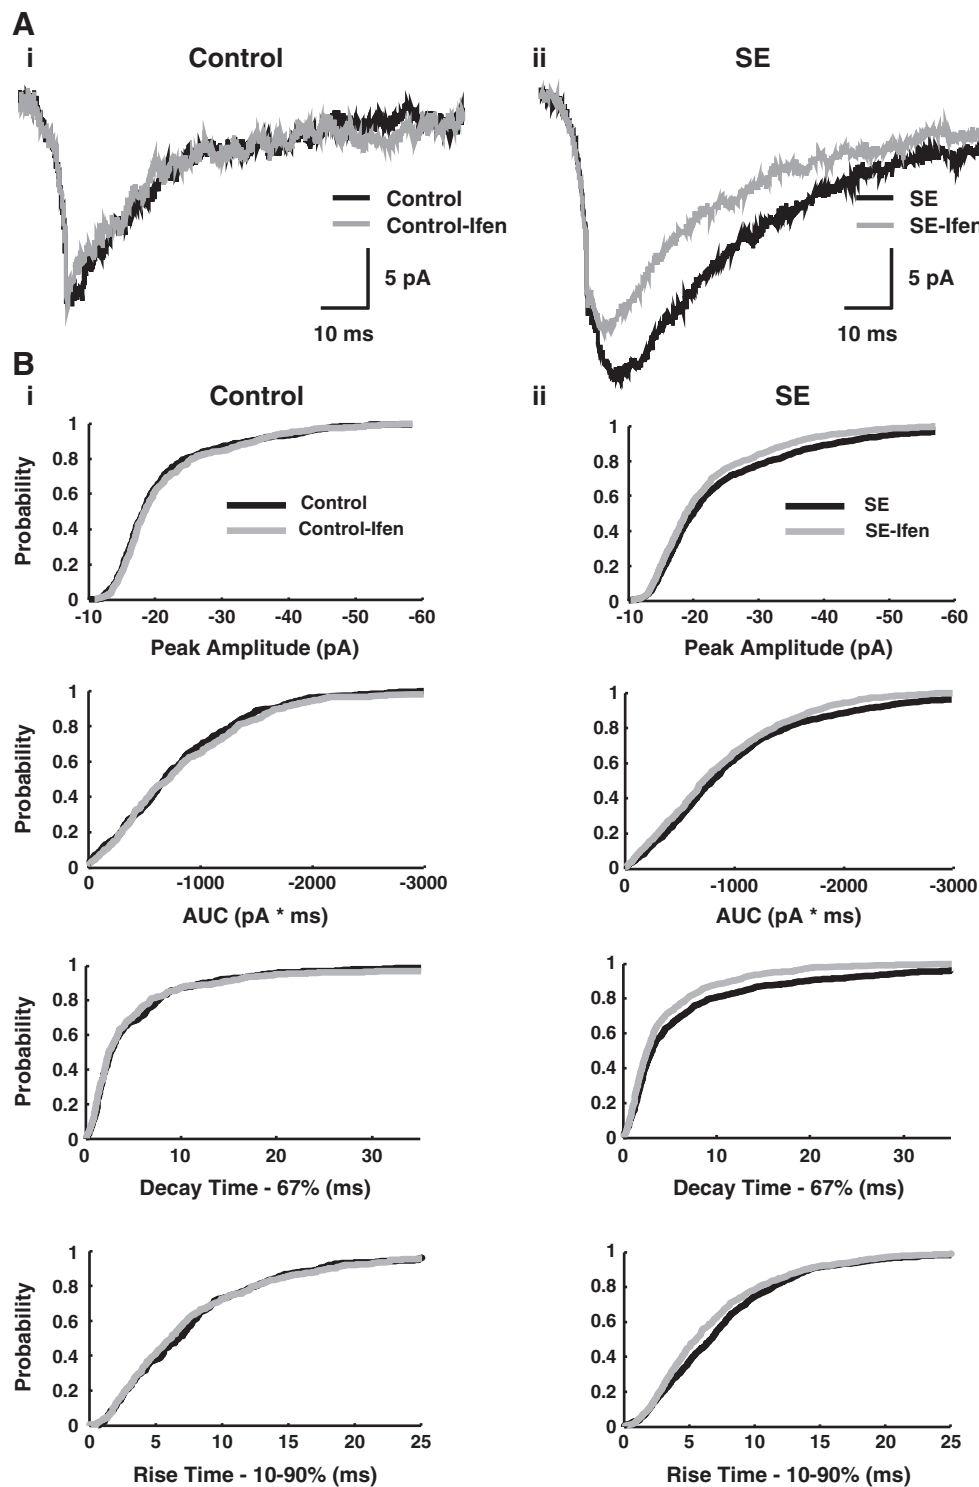 A
i Control
ii SE
Control
Control-Ifen
5 pA
10 ms
SE
SE-Ifen
5 pA
10 ms
B
i Control
ii SE
Probability
1
0.8
0.6
0.4
0.2
0
Control
Control-Ifen
-10 -20 -30 -40 -50 -60
Peak Amplitude (pA)
1
0.8
0.6
0.4
0.2
0
SE
SE-Ifen
-10 -20 -30 -40 -50 -60
Peak Amplitude (pA)
Probability
1
0.8
0.6
0.4
0.2
0
0 -1000 -2000 -3000
AUC (pA * ms)
1
0.8
0.6
0.4
0.2
0
0 -1000 -2000 -3000
AUC (pA * ms)
Probability
1
0.8
0.6
0.4
0.2
0
0 10 20 30
Decay Time - 67% (ms)
1
0.8
0.6
0.4
0.2
0
0 10 20 30
Decay Time - 67% (ms)
Probability
1
0.8
0.6
0.4
0.2
0
0 5 10 15 20 25
Rise Time - 10-90% (ms)
1
0.8
0.6
0.4
0.2
0
0 5 10 15 20 25
Rise Time - 10-90% (ms)